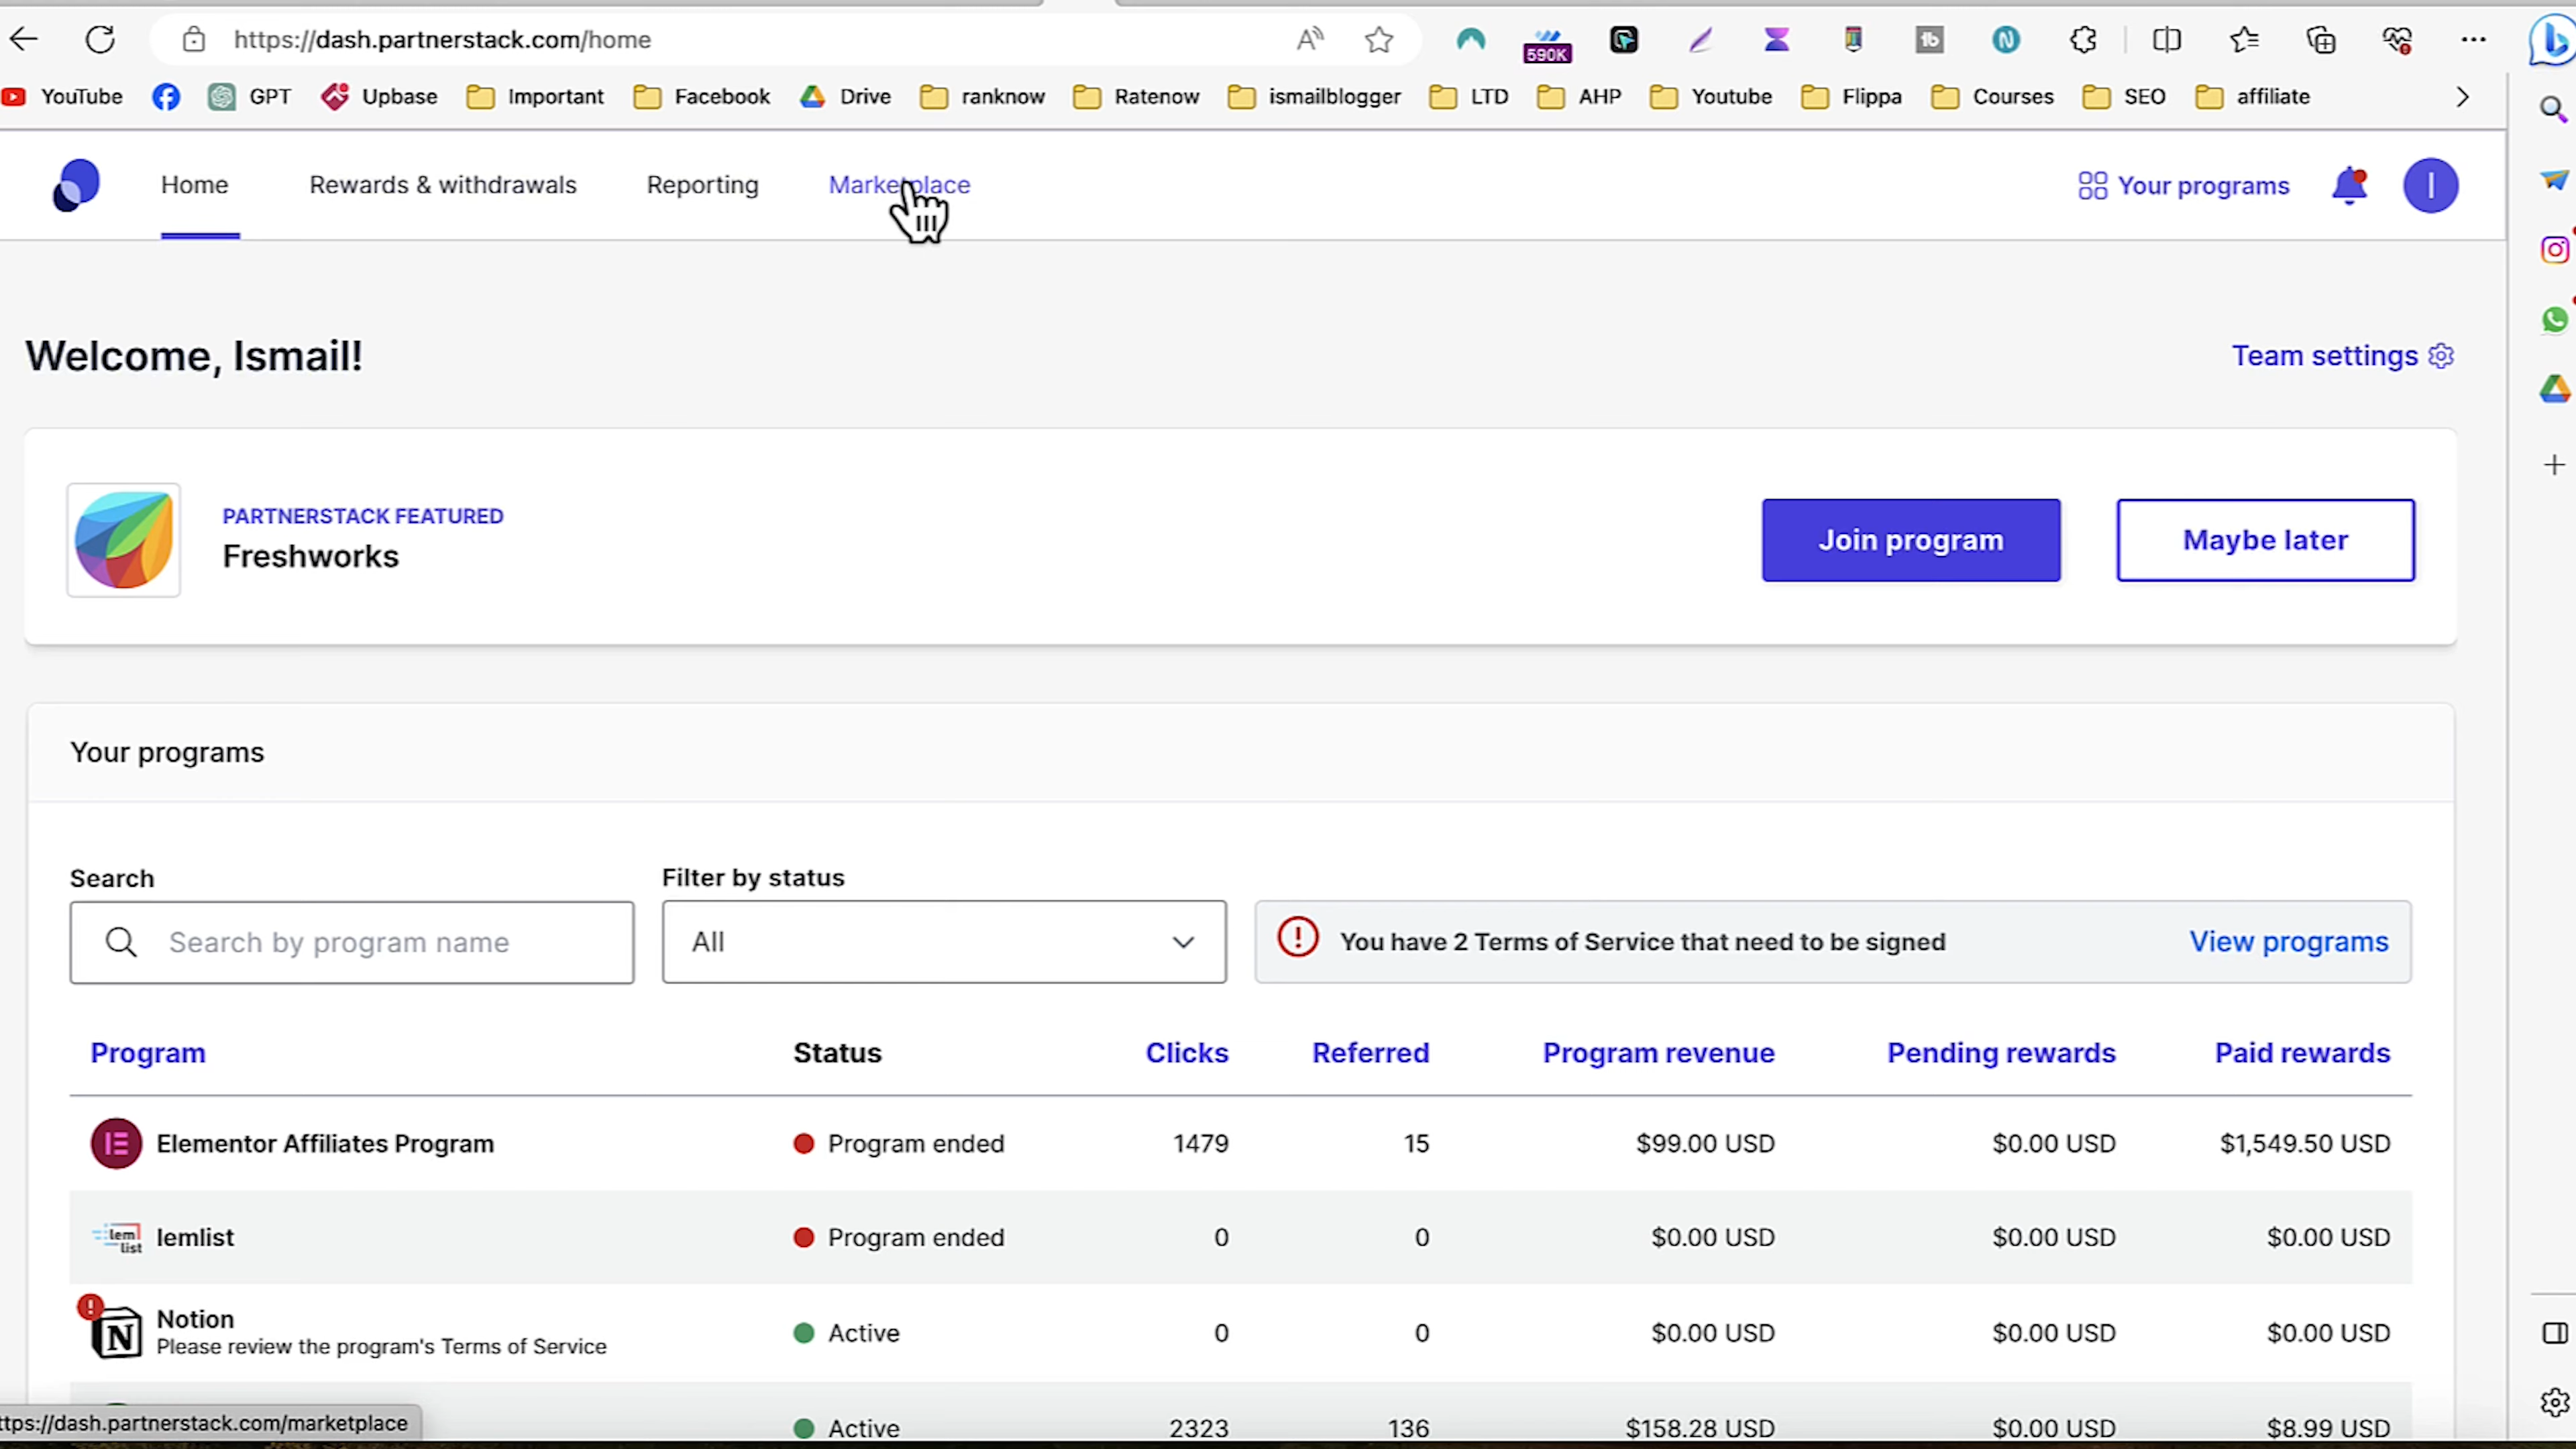 https://dash.partnerstack.com/home
590K
YouTube GPT Upbase Important Facebook Drive ranknow Ratenow ismailblogger LTD AHP Youtube Flippa Courses SEO affiliate
Home Rewards & withdrawals Reporting Marketplace Your programs I
Welcome, Ismail! Team settings
PARTNERSTACK FEATURED
Freshworks
Join program Maybe later
Your programs
Search Filter by status
Search by program name All You have 2 Terms of Service that need to be signed View programs
Program Status Clicks Referred Program revenue Pending rewards Paid rewards
Elementor Affiliates Program Program ended 1479 15 $99.00 USD $0.00 USD $1,549.50 USD
lem list lemlist Program ended 0 0 $0.00 USD $0.00 USD $0.00 USD
Notion
Please review the program's Terms of Service Active 0 0 $0.00 USD $0.00 USD $0.00 USD
ttps://dash.partnerstack.com/marketplace Active 2323 136 $158.28 USD $0.00 USD $8.99 USD